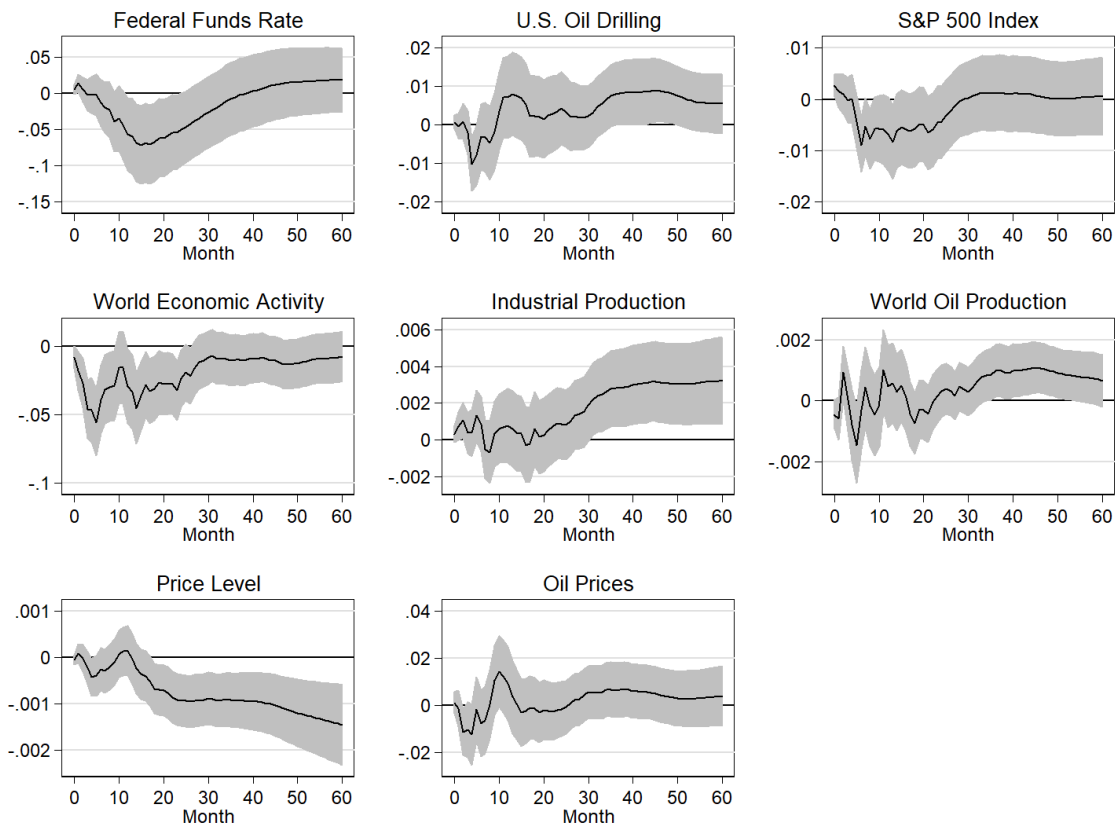 Federal Funds Rate
.05
0
-.05
-.1
-.15
0 10 20 30 40 50 60
Month
U.S. Oil Drilling
.02
.01
0
-.01
-.02
0 10 20 30 40 50 60
Month
S&P 500 Index
.01
0
-.01
-.02
0 10 20 30 40 50 60
Month
World Economic Activity
0
-.05
-.1
0 10 20 30 40 50 60
Month
Industrial Production
.006
.004
.002
0
-.002
0 10 20 30 40 50 60
Month
World Oil Production
.002
0
-.002
0 10 20 30 40 50 60
Month
Price Level
.001
0
-.001
-.002
0 10 20 30 40 50 60
Month
Oil Prices
.04
.02
0
-.02
0 10 20 30 40 50 60
Month